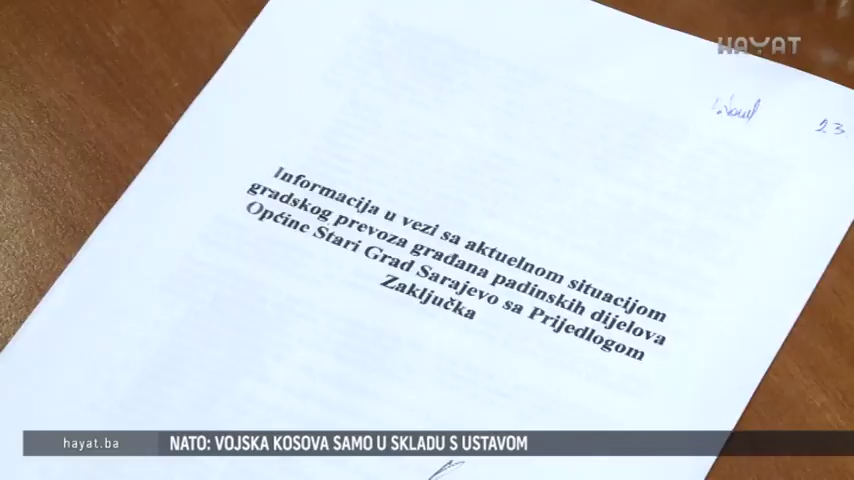 HAYAT
23.
Informacija u vezi sa aktuelnom situacijom
gradskog prevoza građana padinskih dijelova
Općine Stari Grad Sarajevo sa Prijedlogom
Zaključka
hayat.ba
NATO: VOJSKA KOSOVA SAMO U SKLADU S USTAVOM